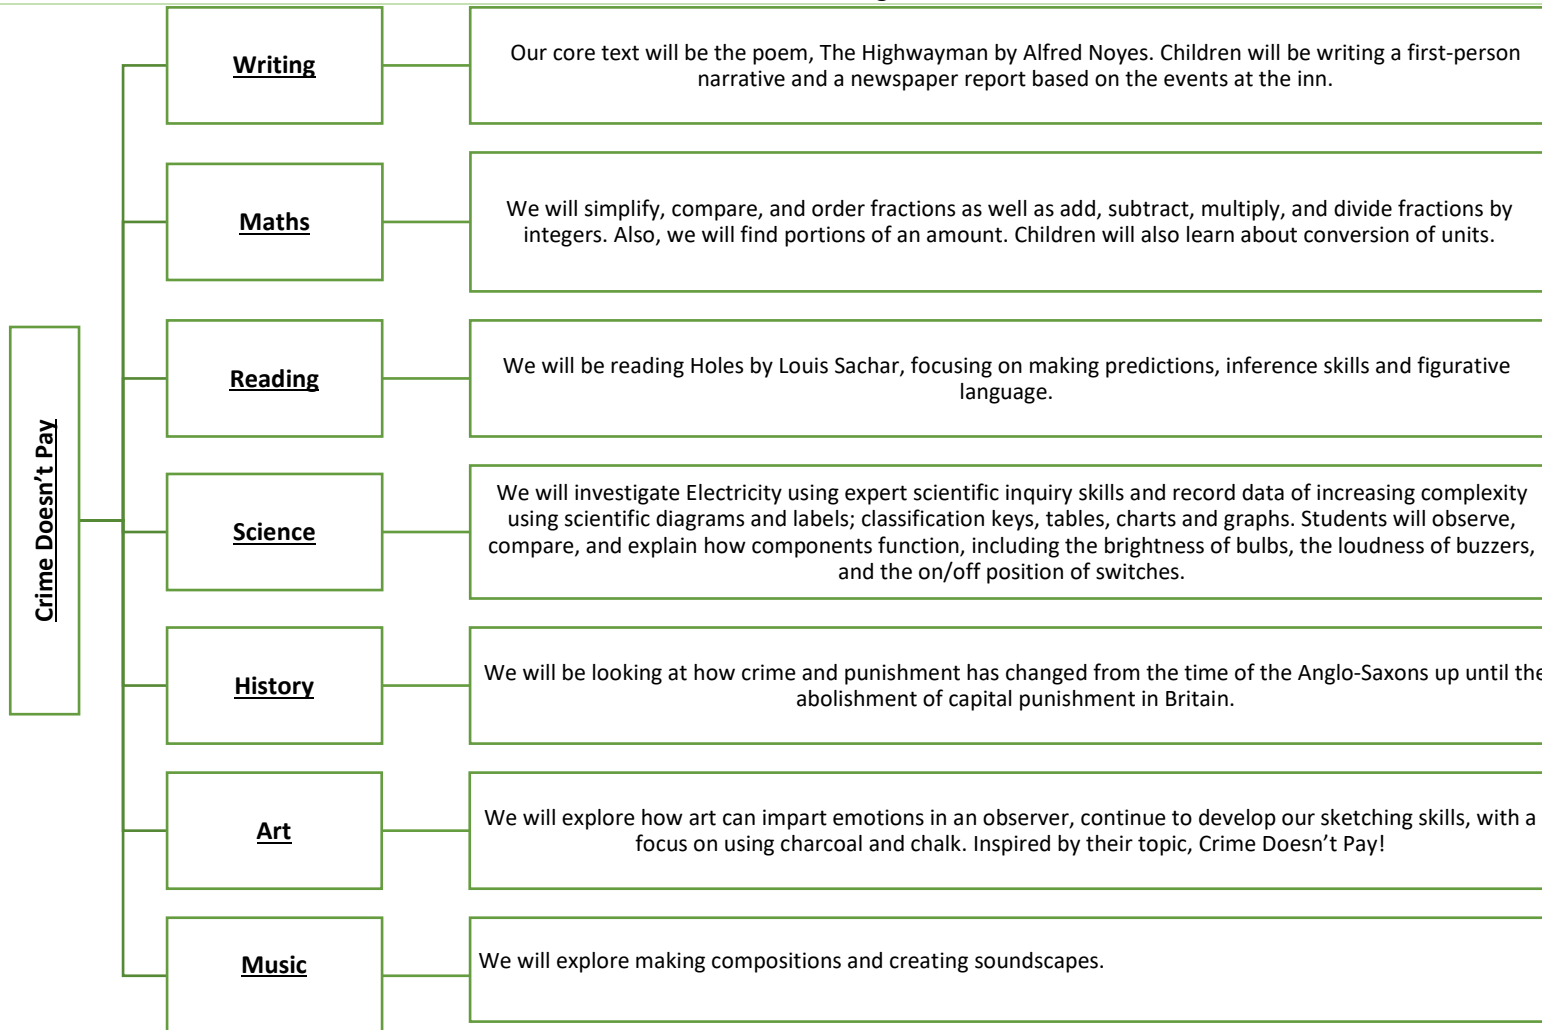 Crime Doesn't Pay
Writing
Our core text will be the poem, The Highwayman by Alfred Noyes. Children will be writing a first-person
narrative and a newspaper report based on the events at the inn.
Maths
We will simplify, compare, and order fractions as well as add, subtract, multiply, and divide fractions by
integers. Also, we will find portions of an amount. Children will also learn about conversion of units.
Reading
We will be reading Holes by Louis Sachar, focusing on making predictions, inference skills and figurative
language.
Science
We will investigate Electricity using expert scientific inquiry skills and record data of increasing complexity
using scientific diagrams and labels; classification keys, tables, charts and graphs. Students will observe,
compare, and explain how components function, including the brightness of bulbs, the loudness of buzzers,
and the on/off position of switches.
History
We will be looking at how crime and punishment has changed from the time of the Anglo-Saxons up until the
abolishment of capital punishment in Britain.
Art
We will explore how art can impart emotions in an observer, continue to develop our sketching skills, with a
focus on using charcoal and chalk. Inspired by their topic, Crime Doesn't Pay!
Music
We will explore making compositions and creating soundscapes.